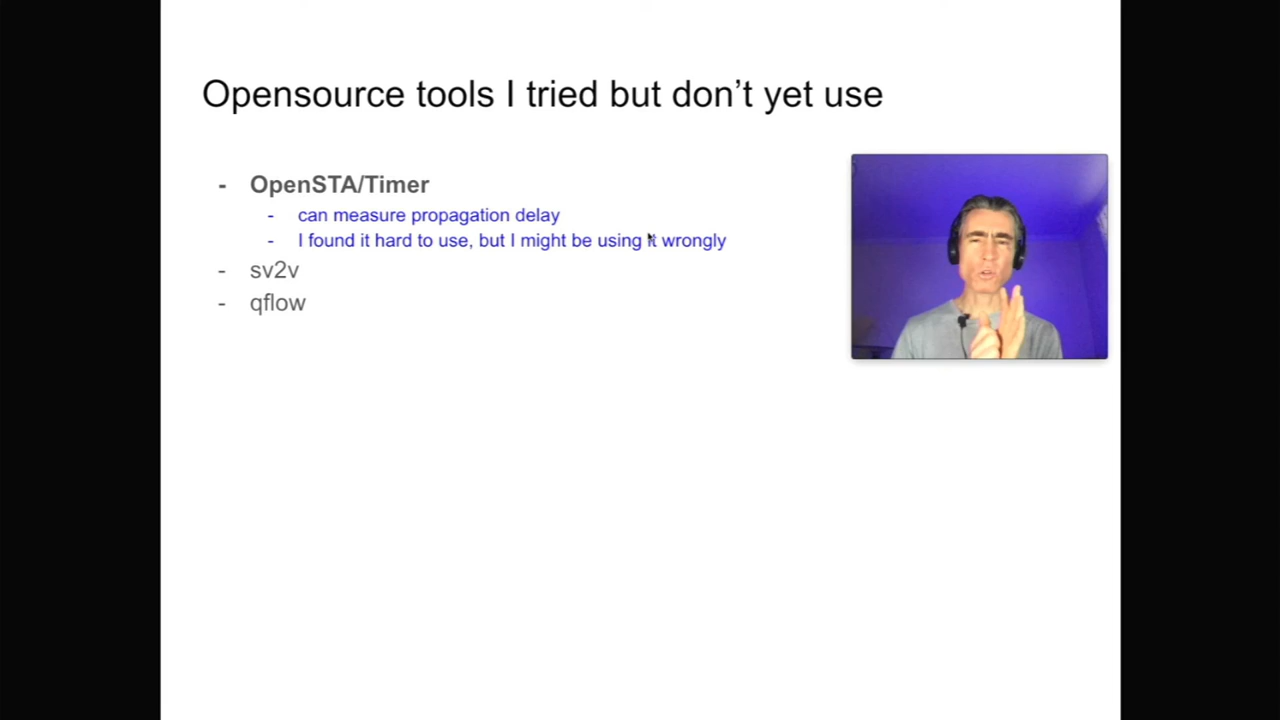 Opensource tools I tried but don’t yet use
- OpenSTA/Timer
- can measure propagation delay
- I found it hard to use, but I might be using it wrongly
- sv2v
- qflow